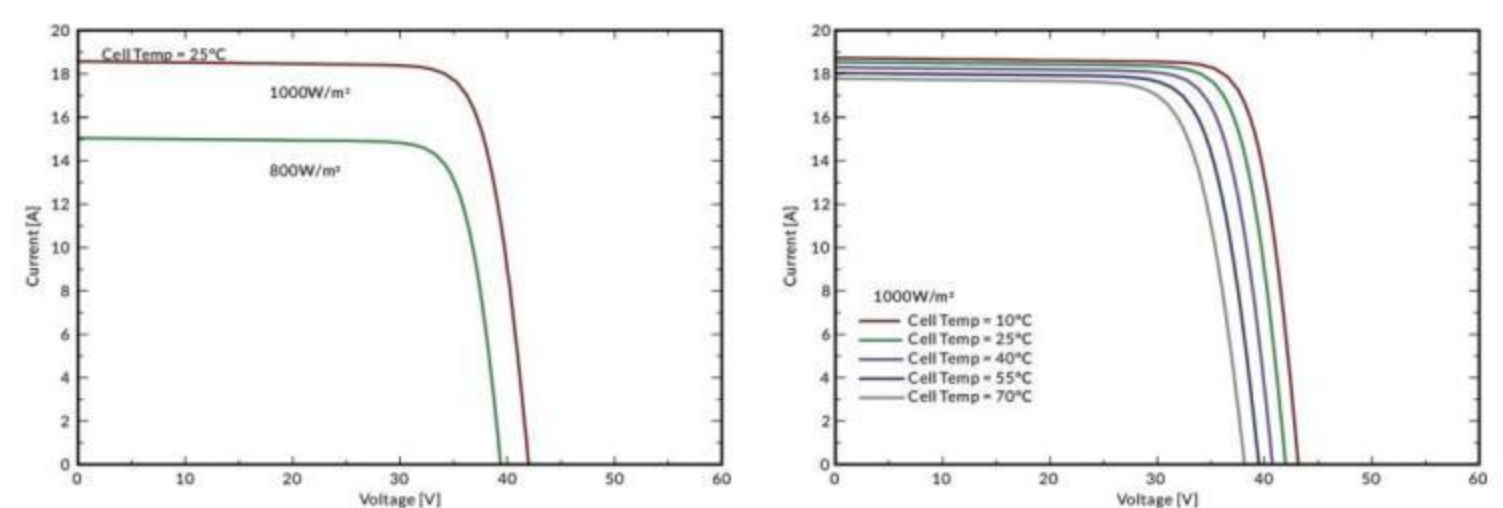 20
18
16
14
12
10
8
6
4
2
0
Current [A]
Cell Temp = 25°C
1000W/m²
800W/m²
0 10 20 30 40 50 60
Voltage [V]
20
18
16
14
12
10
8
6
4
2
0
Current [A]
1000W/m²
Cell Temp = 10°C
Cell Temp = 25°C
Cell Temp = 40°C
Cell Temp = 55°C
Cell Temp = 70°C
0 10 20 30 40 50 60
Voltage [V]